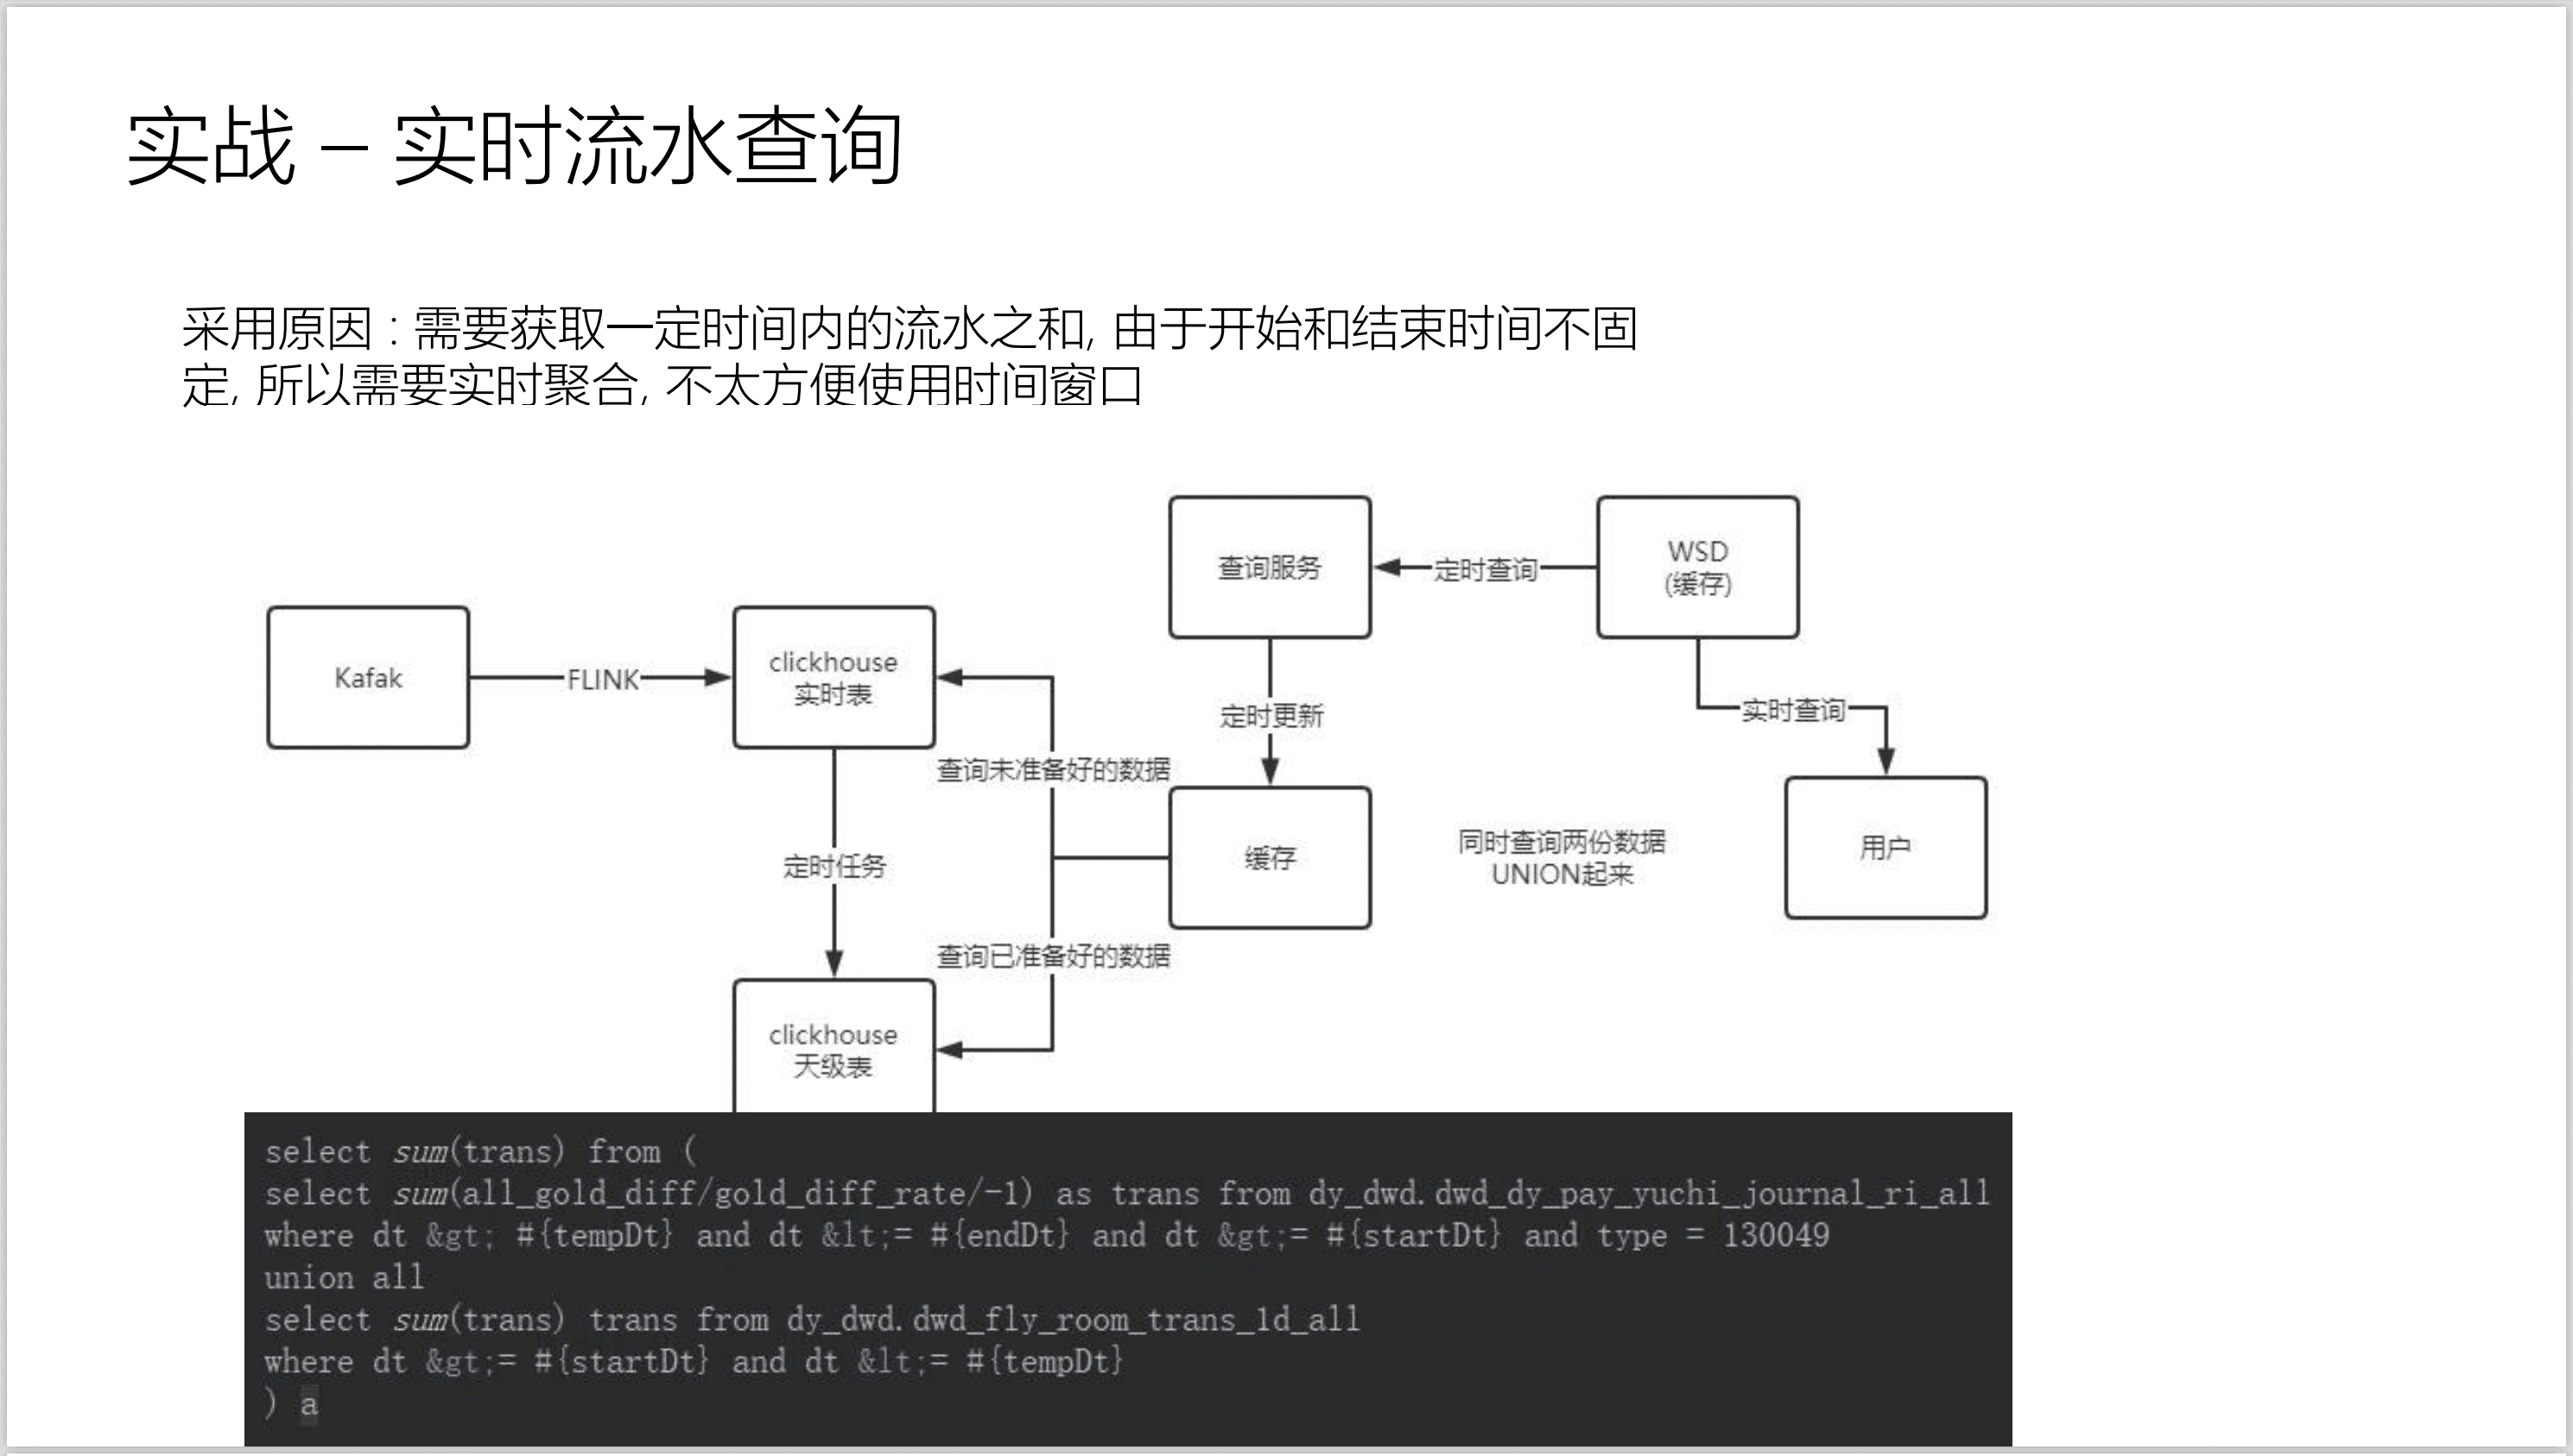 实战 – 实时流水查询
采用原因：需要获取一定时间内的流水之和, 由于开始和结束时间不固
定, 所以需要实时聚合, 不太方便使用时间窗口
查询服务
定时查询
WSD
(缓存)
Kafak
FLINK
clickhouse
实时表
定时更新
实时查询
查询未准备好的数据
定时任务
缓存
同时查询两份数据
UNION起来
用户
查询已准备好的数据
clickhouse
天级表
select sum(trans) from (
select sum(all_gold_diff/gold_diff_rate/-1) as trans from dy_dwd.dwd_dy_pay_yuchi_journal_ri_all
where dt &gt; #{tempDt} and dt &lt;= #{endDt} and dt &gt;= #{startDt} and type = 130049
union all
select sum(trans) trans from dy_dwd.dwd_fly_room_trans_1d_all
where dt &gt;= #{startDt} and dt &lt;= #{tempDt}
) a